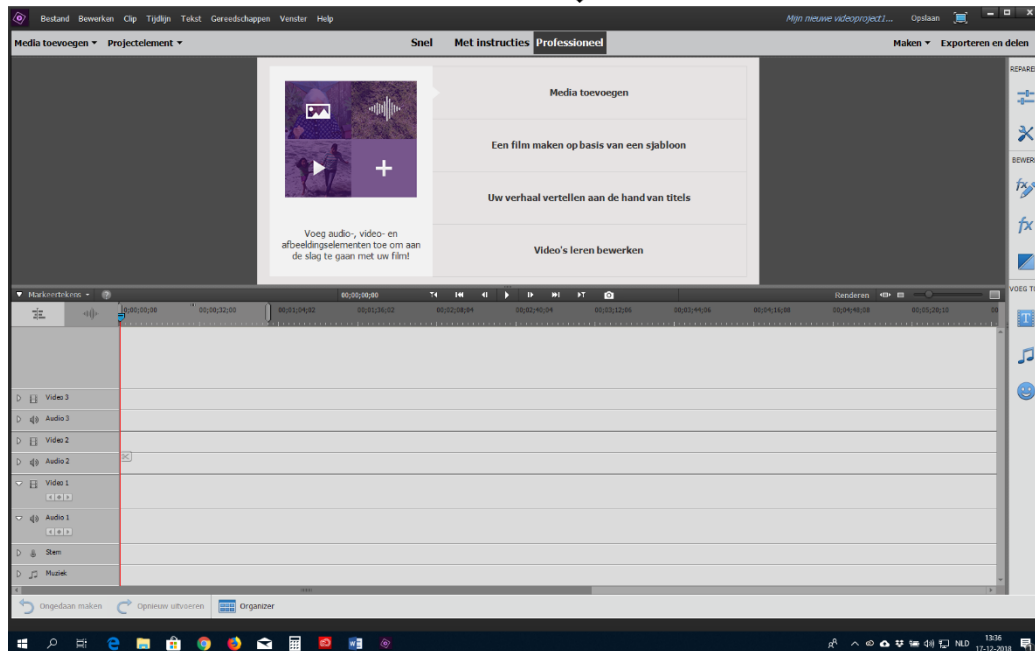 Bestand Bewerken Clip Tijdlijn Tekst Gereedschappen Venster Help
Mijn nieuwe videoproject1... Opslaan
Media toevoegen Projectelement
Snel Met instructies Professioneel
Maken Exporteren en delen
REPARE
Media toevoegen
Een film maken op basis van een sjabloon
BEWER
Uw verhaal vertellen aan de hand van titels
Voeg audio-, video- en
afbeeldingselementen toe om aan
de slag te gaan met uw film!
Video's leren bewerken
VOEG T
Markeertekens
00;00;00;00
Renderen
0;00;00;00 00;00;32;00 00;01;04;02 00;01;36;02 00;02;08;04 00;02;40;04 00;03;12;06 00;03;44;06 00;04;16;08 00;04;48;08 00;05;20;10 00
Video 3
Audio 3
Video 2
Audio 2
Video 1
Audio 1
Stem
Muziek
Ongedaan maken Opnieuw uitvoeren Organizer
NLD
13:36
17-12-2018